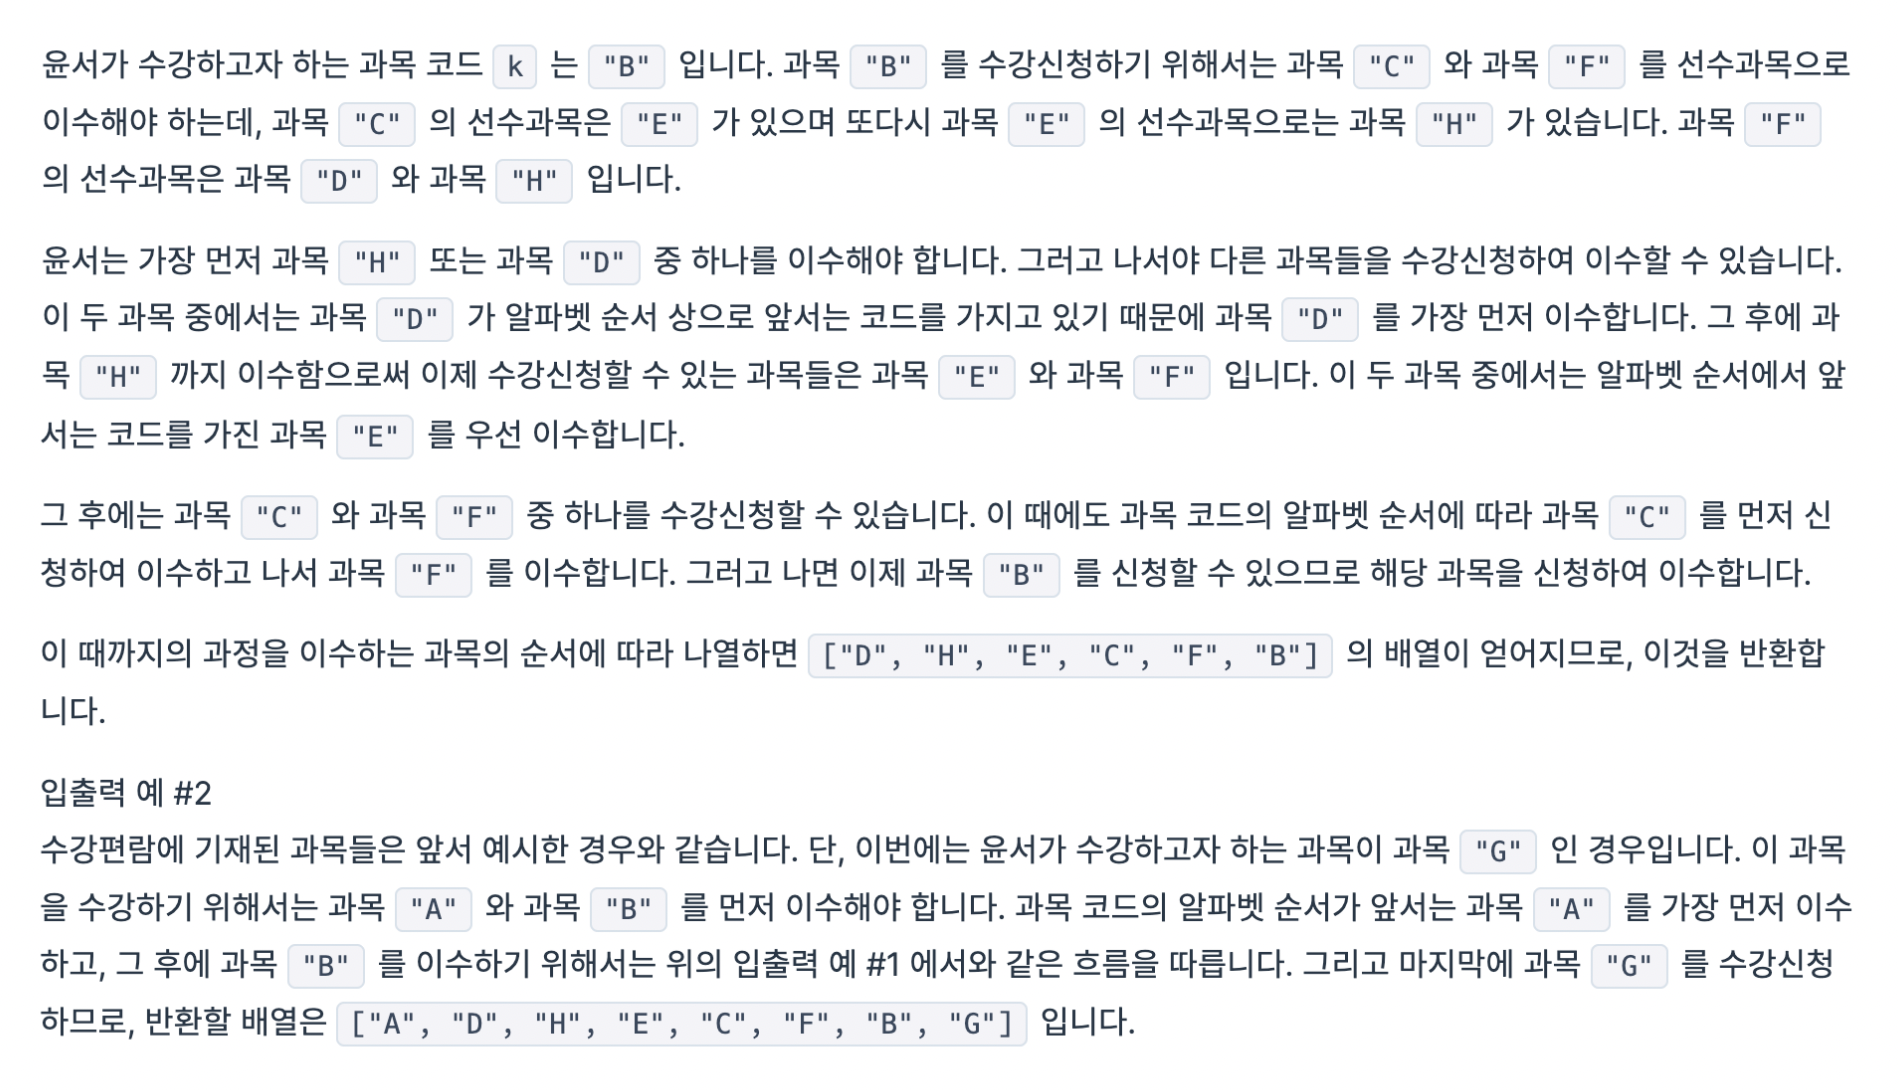 윤서가 수강하고자 하는 과목 코드 k 는 "B" 입니다. 과목 "B" 를 수강신청하기 위해서는 과목 "C" 와 과목 "F" 를 선수과목으로
이수해야 하는데, 과목 "C" 의 선수과목은 "E" 가 있으며 또다시 과목 "E" 의 선수과목으로는 과목 "H" 가 있습니다. 과목 "F"
의 선수과목은 과목 "D" 와 과목 "H" 입니다.
윤서는 가장 먼저 과목 "H" 또는 과목 "D" 중 하나를 이수해야 합니다. 그러고 나서야 다른 과목들을 수강신청하여 이수할 수 있습니다.
이 두 과목 중에서는 과목 "D" 가 알파벳 순서 상으로 앞서는 코드를 가지고 있기 때문에 과목 "D" 를 가장 먼저 이수합니다. 그 후에 과
목 "H" 까지 이수함으로써 이제 수강신청할 수 있는 과목들은 과목 "E" 와 과목 "F" 입니다. 이 두 과목 중에서는 알파벳 순서에서 앞
서는 코드를 가진 과목 "E" 를 우선 이수합니다.
그 후에는 과목 "C" 와 과목 "F" 중 하나를 수강신청할 수 있습니다. 이 때에도 과목 코드의 알파벳 순서에 따라 과목 "C" 를 먼저 신
청하여 이수하고 나서 과목 "F" 를 이수합니다. 그러고 나면 이제 과목 "B" 를 신청할 수 있으므로 해당 과목을 신청하여 이수합니다.
이 때까지의 과정을 이수하는 과목의 순서에 따라 나열하면 ["D", "H", "E", "C", "F", "B"] 의 배열이 얻어지므로, 이것을 반환합
니다.
입출력 예 #2
수강편람에 기재된 과목들은 앞서 예시한 경우와 같습니다. 단, 이번에는 윤서가 수강하고자 하는 과목이 과목 "G" 인 경우입니다. 이 과목
을 수강하기 위해서는 과목 "A" 와 과목 "B" 를 먼저 이수해야 합니다. 과목 코드의 알파벳 순서가 앞서는 과목 "A" 를 가장 먼저 이수
하고, 그 후에 과목 "B" 를 이수하기 위해서는 위의 입출력 예 #1 에서와 같은 흐름을 따릅니다. 그리고 마지막에 과목 "G" 를 수강신청
하므로, 반환할 배열은 ["A", "D", "H", "E", "C", "F", "B", "G"] 입니다.